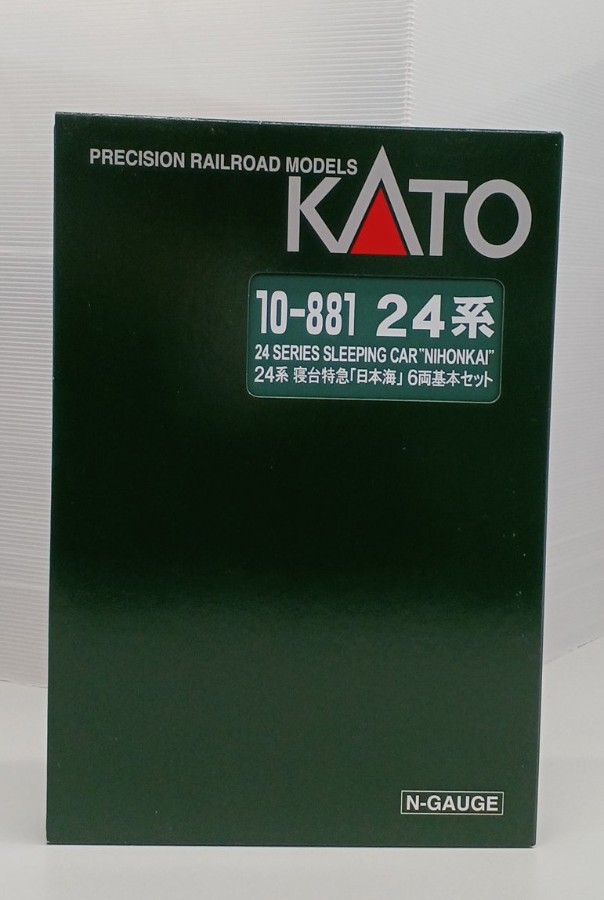 PRECISION RAILROAD MODELS
KATO
10-881 24系
24 SERIES SLEEPING CAR "NIHONKAI"
24系 寝台特急「日本海」 6両基本セット
N-GAUGE